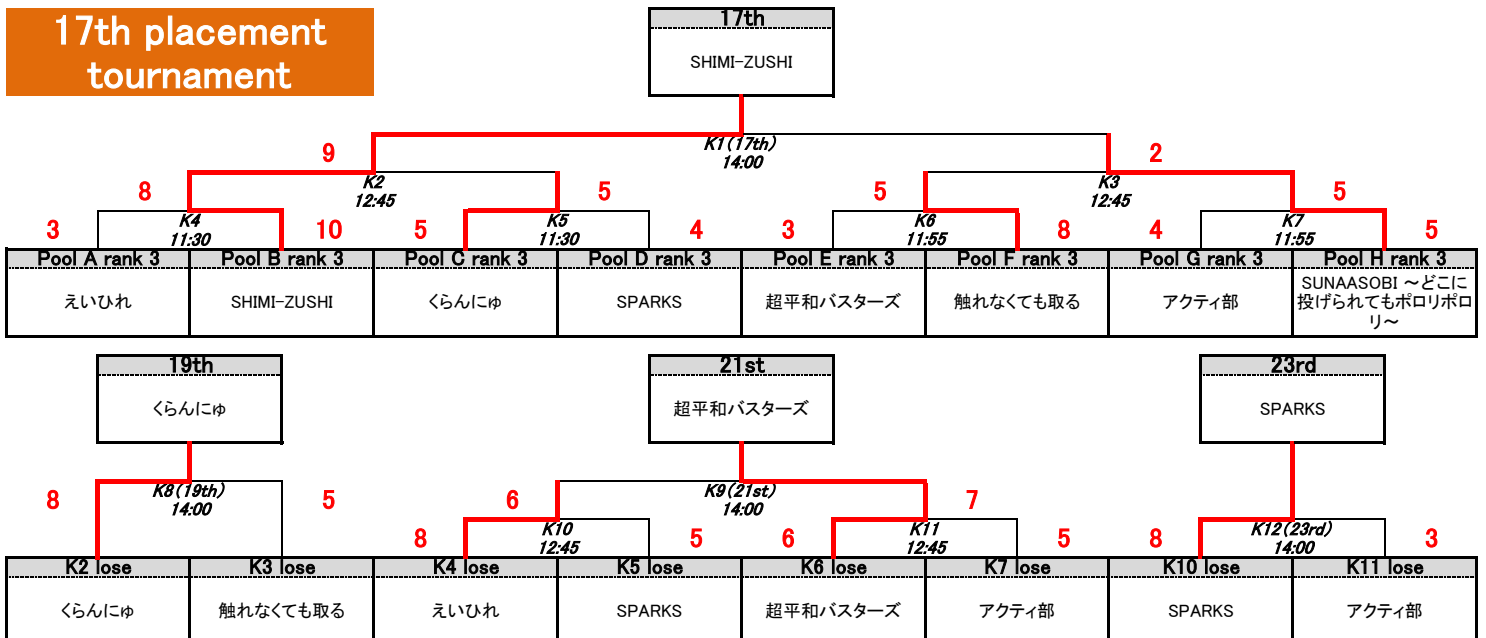 17th placement
tournament
17th
SHIMI-ZUSHI
K1(17th)
14:00
9
2
K2
12:45
K3
12:45
8
5
5
5
K4
11:30
K5
11:30
K6
11:55
K7
11:55
3
10
5
4
3
8
4
5
Pool A rank 3
Pool B rank 3
Pool C rank 3
Pool D rank 3
Pool E rank 3
Pool F rank 3
Pool G rank 3
Pool H rank 3
えいひれ
SHIMI-ZUSHI
くらんにゅ
SPARKS
超平和バスターズ
触れなくても取る
アクティ部
SUNAASOBI ～どこに
投げられてもポロリポロ
リ～
19th
くらんにゅ
21st
超平和バスターズ
23rd
SPARKS
K8(19th)
14:00
K9(21st)
14:00
8
5
6
7
K10
12:45
K11
12:45
K12(23rd)
14:00
8
5
6
5
8
3
K2 lose
K3 lose
K4 lose
K5 lose
K6 lose
K7 lose
K10 lose
K11 lose
くらんにゅ
触れなくても取る
えいひれ
SPARKS
超平和バスターズ
アクティ部
SPARKS
アクティ部